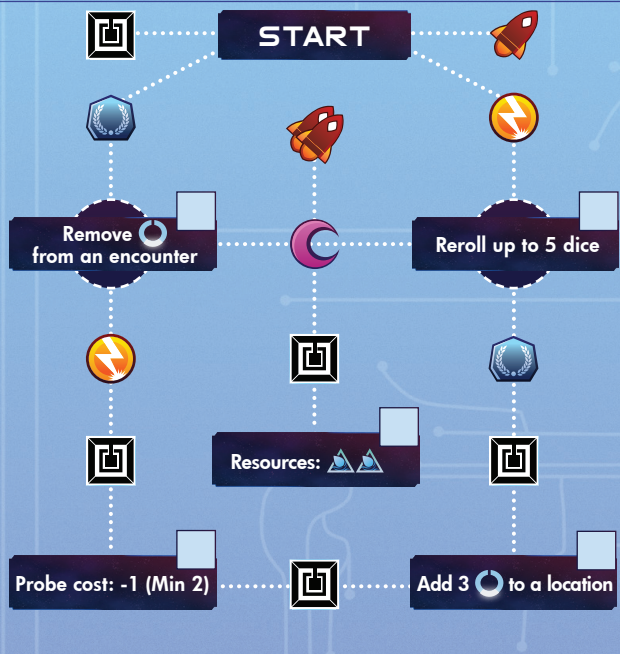 START
Remove
from an encounter
Reroll up to 5 dice
Resources:
Probe cost: -1 (Min 2)
Add 3 to a location